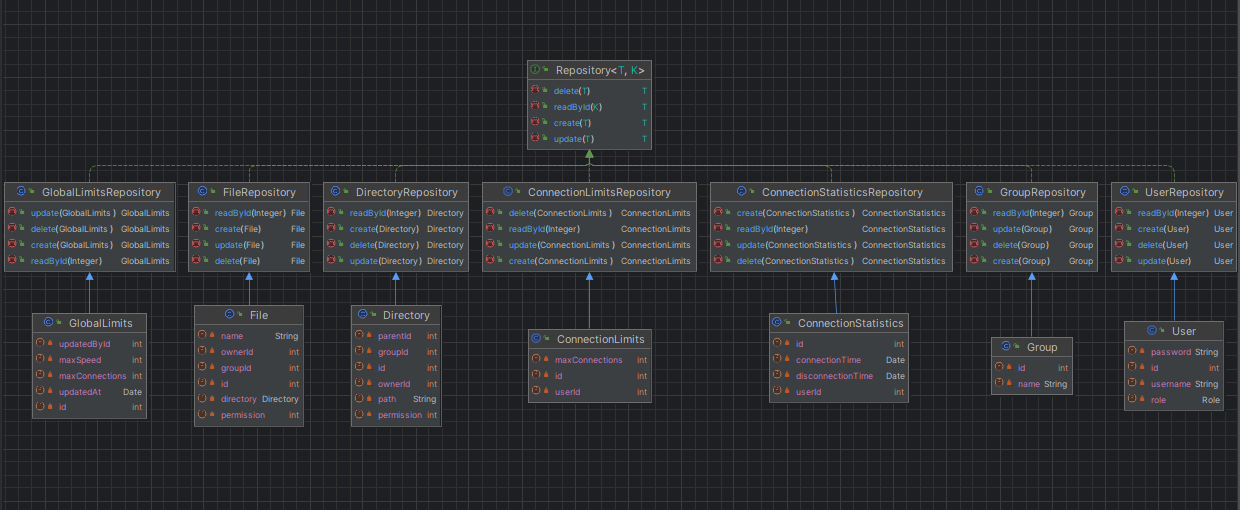 Repository<T, K>
delete(T) T
readById(K) T
create(T) T
update(T) T
GlobalLimitsRepository
update(GlobalLimits ) GlobalLimits
delete(GlobalLimits ) GlobalLimits
create(GlobalLimits ) GlobalLimits
readById(Integer) GlobalLimits
FileRepository
readById(Integer) File
create(File) File
update(File) File
delete(File) File
DirectoryRepository
readById(Integer) Directory
create(Directory) Directory
delete(Directory) Directory
update(Directory) Directory
ConnectionLimitsRepository
delete(ConnectionLimits ) ConnectionLimits
readById(Integer) ConnectionLimits
update(ConnectionLimits ) ConnectionLimits
create(ConnectionLimits ) ConnectionLimits
ConnectionStatisticsRepository
create(ConnectionStatistics ) ConnectionStatistics
readById(Integer) ConnectionStatistics
update(ConnectionStatistics ) ConnectionStatistics
delete(ConnectionStatistics ) ConnectionStatistics
GroupRepository
readById(Integer) Group
update(Group) Group
delete(Group) Group
create(Group) Group
UserRepository
readById(Integer) User
create(User) User
delete(User) User
update(User) User
GlobalLimits
updatedById int
maxSpeed int
maxConnections int
updatedAt Date
id int
File
name String
ownerId int
groupId int
id int
directory Directory
permission int
Directory
parentId int
groupId int
id int
ownerId int
path String
permission int
ConnectionLimits
maxConnections int
id int
userId int
ConnectionStatistics
id int
connectionTime Date
disconnectionTime Date
userId int
Group
id int
name String
User
password String
id int
username String
role Role